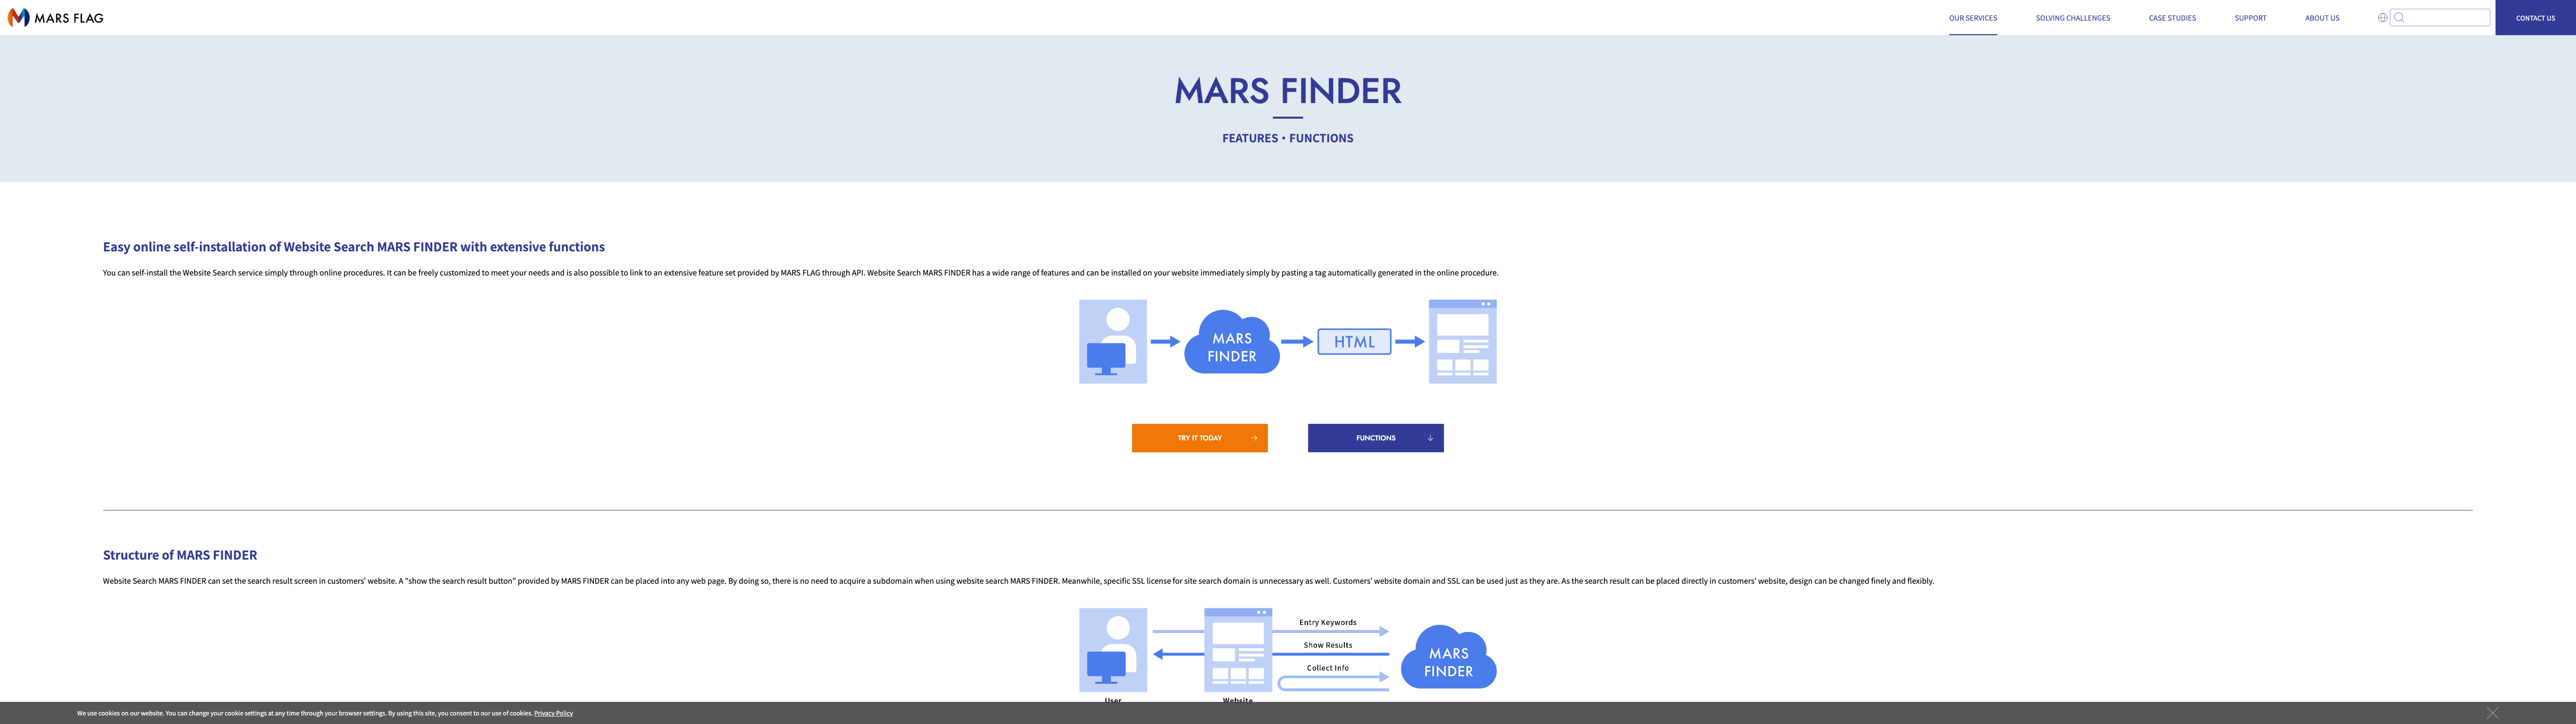 MARS FLAG
OUR SERVICES
SOLVING CHALLENGES
CASE STUDIES
SUPPORT
ABOUT US
CONTACT US
MARS FINDER
FEATURES・FUNCTIONS
Easy online self-installation of Website Search MARS FINDER with extensive functions
You can self-install the Website Search service simply through online procedures. It can be freely customized to meet your needs and is also possible to link to an extensive feature set provided by MARS FLAG through API. Website Search MARS FINDER has a wide range of features and can be installed on your website immediately simply by pasting a tag automatically generated in the online procedure.
MARS
FINDER
HTML
TRY IT TODAY
FUNCTIONS
Structure of MARS FINDER
Website Search MARS FINDER can set the search result screen in customers' website. A "show the search result button" provided by MARS FINDER can be placed into any web page. By doing so, there is no need to acquire a subdomain when using website search MARS FINDER. Meanwhile, specific SSL license for site search domain is unnecessary as well. Customers' website domain and SSL can be used just as they are. As the search result can be placed directly in customers' website, design can be changed finely and flexibly.
Entry Keywords
Show Results
Collect Info
MARS
FINDER
User
Website
We use cookies on our website. You can change your cookie settings at any time through your browser settings. By using this site, you consent to our use of cookies. Privacy Policy